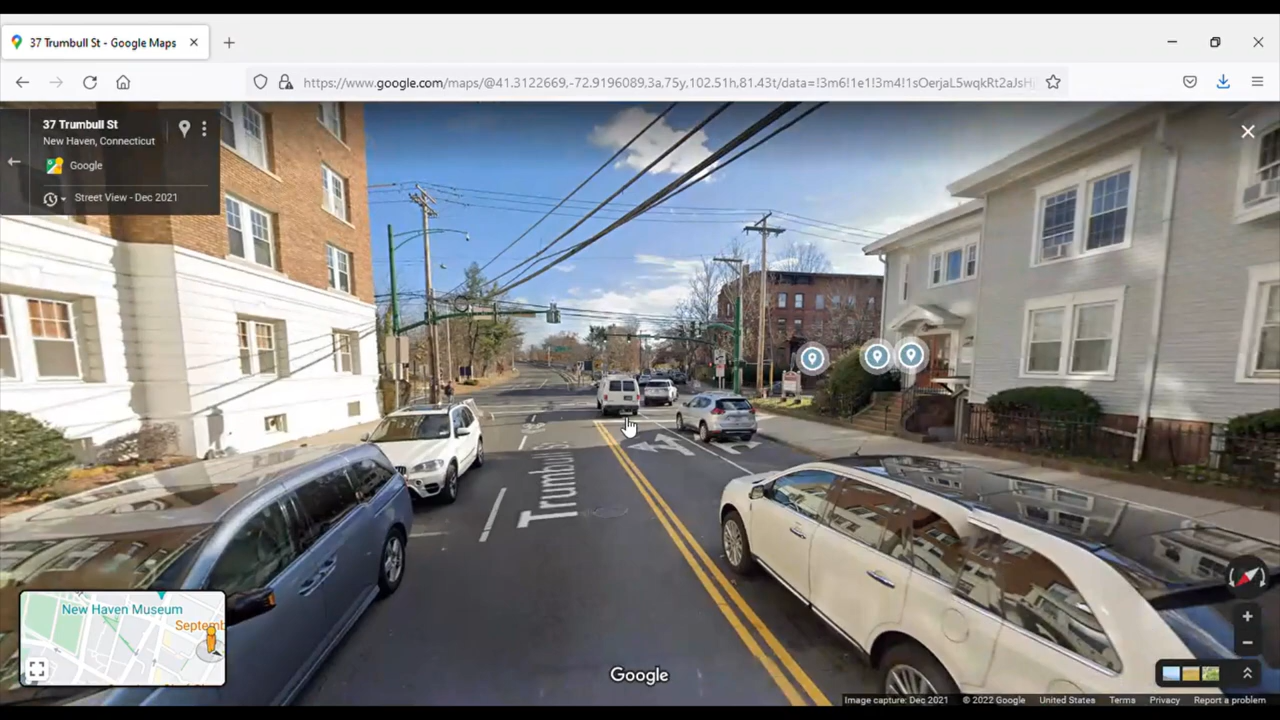 37 Trumbull St - Google Maps
https://www.google.com/maps/@41.3122669,-72.9196089,3a,75y,102.51h,81.43t/data=!3m6!1e1!3m4!1sOerjaL5wqkRt2aJsH
37 Trumbull St
New Haven, Connecticut
Google
Street View - Dec 2021
Trumbull St
New Haven Museum
Septemb
Google
Image capture: Dec 2021 © 2022 Google United States Terms Privacy Report a problem